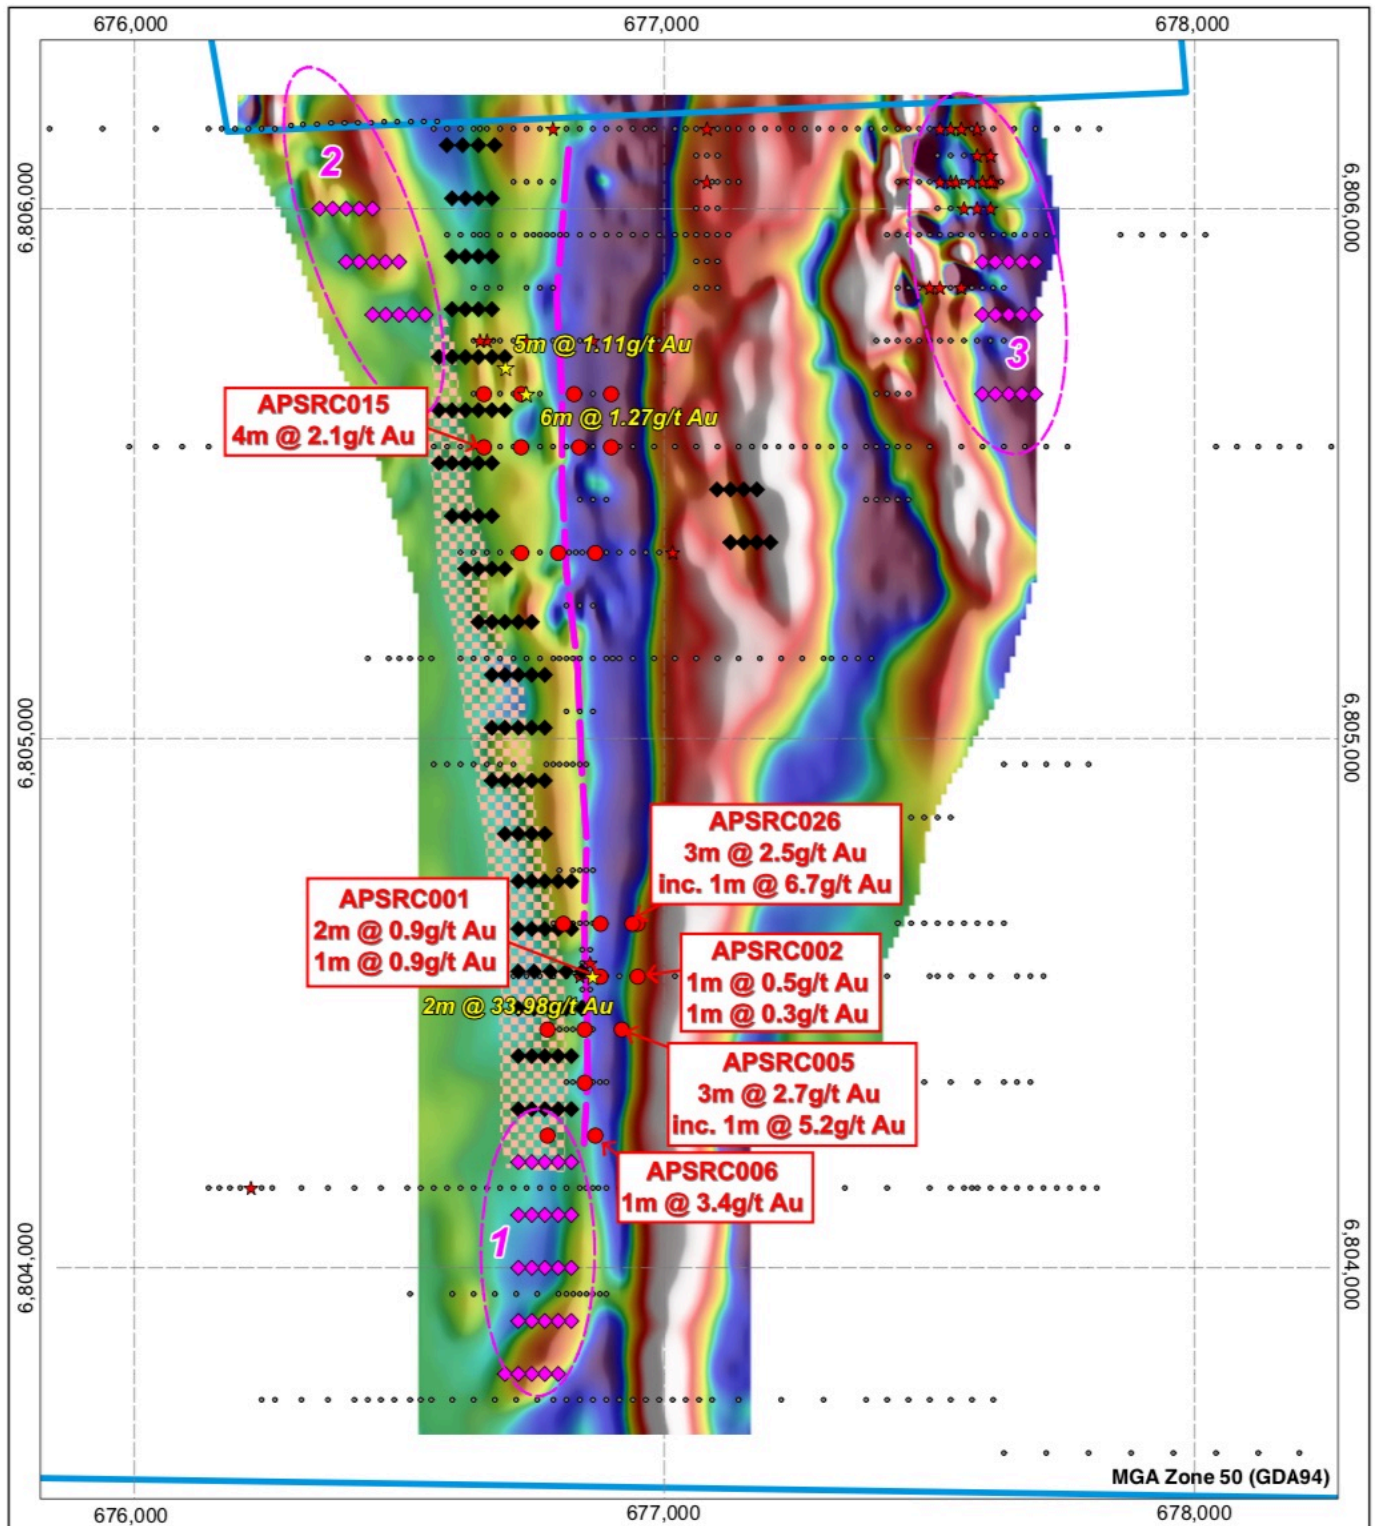 676,000
677,000
678,000
6,806,000
6,806,000
2
3
5m @ 1.11g/t Au
6m @ 1.27g/t Au
APSRC015
4m @ 2.1g/t Au
6,805,000
6,805,000
APSRC026
3m @ 2.5g/t Au
inc. 1m @ 6.7g/t Au
APSRC001
2m @ 0.9g/t Au
1m @ 0.9g/t Au
APSRC002
1m @ 0.5g/t Au
1m @ 0.3g/t Au
2m @ 33.98g/t Au
APSRC005
3m @ 2.7g/t Au
inc. 1m @ 5.2g/t Au
APSRC006
1m @ 3.4g/t Au
1
6,804,000
6,804,000
MGA Zone 50 (GDA94)
676,000
677,000
678,000